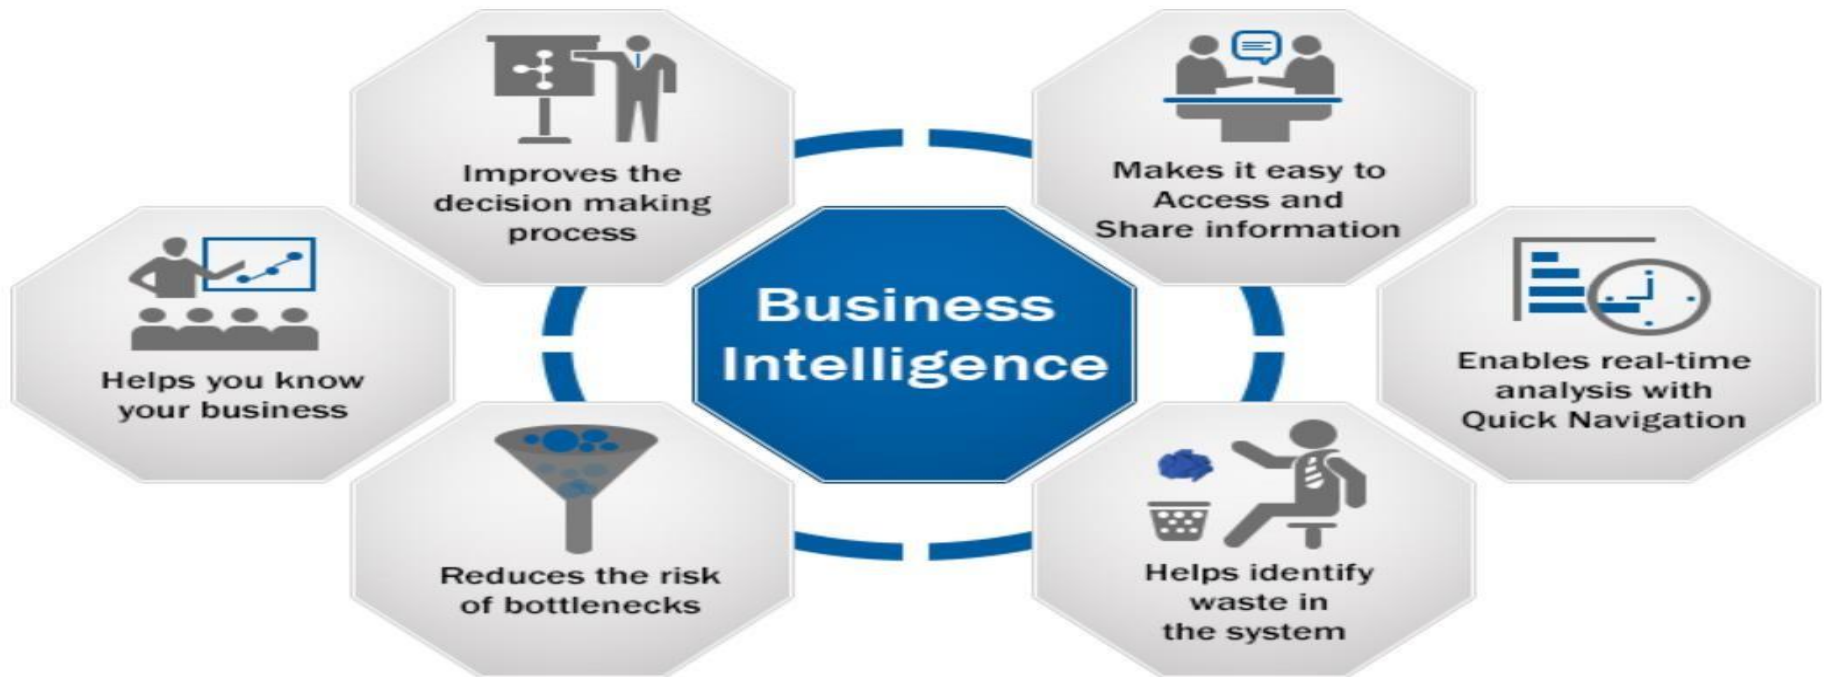 Improves the
decision making
process
Makes it easy to
Access and
Share information
Helps you know
your business
Business
Intelligence
Enables real-time
analysis with
Quick Navigation
Reduces the risk
of bottlenecks
Helps identify
waste in
the system